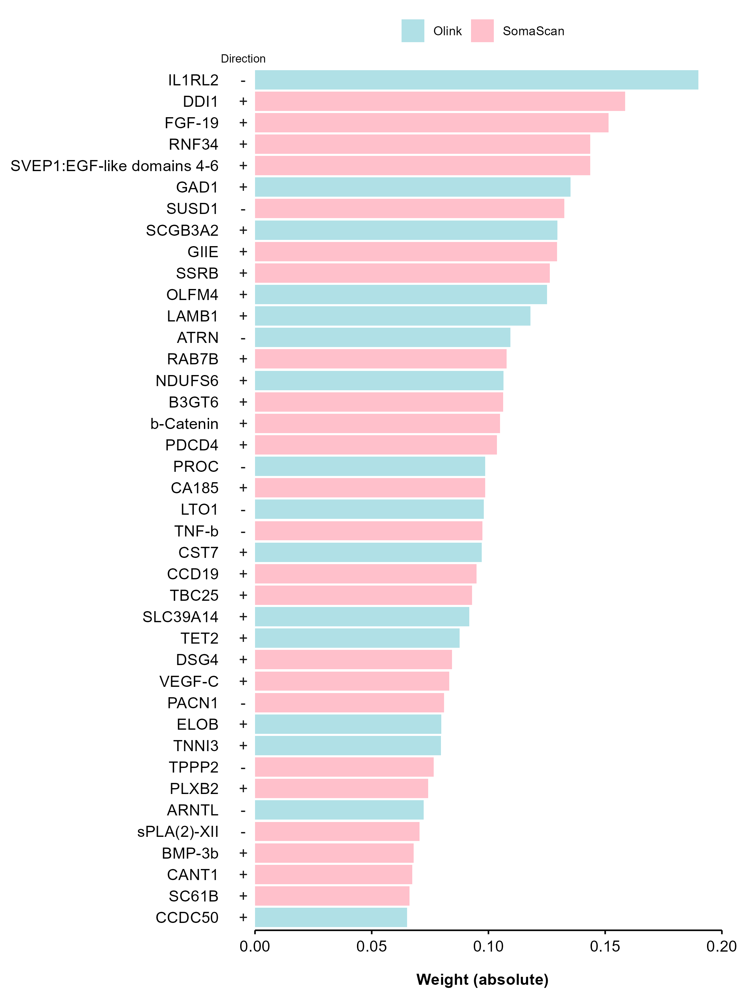 Olink SomaScan
Direction
IL1RL2 -
DDI1 +
FGF-19 +
RNF34 +
SVEP1:EGF-like domains 4-6 +
GAD1 +
SUSD1 -
SCGB3A2 +
GIIE +
SSRB +
OLFM4 +
LAMB1 +
ATRN -
RAB7B +
NDUFS6 +
B3GT6 +
b-Catenin +
PDCD4 +
PROC -
CA185 +
LTO1 -
TNF-b -
CST7 +
CCD19 +
TBC25 +
SLC39A14 +
TET2 +
DSG4 +
VEGF-C +
PACN1 -
ELOB +
TNNI3 +
TPPP2 -
PLXB2 +
ARNTL -
sPLA(2)-XII -
BMP-3b +
CANT1 +
SC61B +
CCDC50 +
0.00 0.05 0.10 0.15 0.20
Weight (absolute)